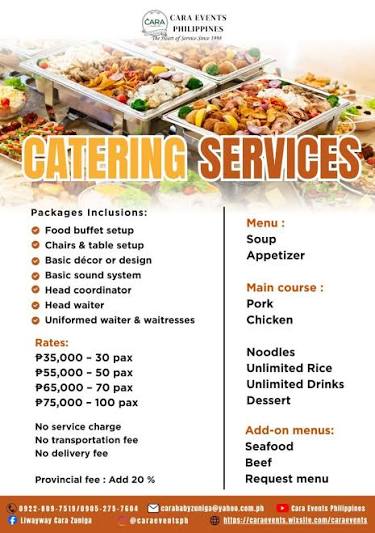 CARA
CARA EVENTS
PHILIPPINES
The Heart of Service Since 1998
CATERING SERVICES
Packages Inclusions:
Food buffet setup
Chairs & table setup
Basic décor or design
Basic sound system
Head coordinator
Head waiter
Uniformed waiter & waitresses
Rates:
₱35,000 – 30 pax
₱55,000 – 50 pax
₱65,000 – 70 pax
₱75,000 – 100 pax
No service charge
No transportation fee
No delivery fee
Provincial fee : Add 20 %
Menu :
Soup
Appetizer
Main course :
Pork
Chicken
Noodles
Unlimited Rice
Unlimited Drinks
Dessert
Add-on menus:
Seafood
Beef
Request menu
0922-809-7519/0905-275-7604 carababyzuniga@yahoo.com.ph Cara Events Philippines
Liwayway Cara Zuniga @caraeventsph https://caraevents.wixsite.com/caraevents